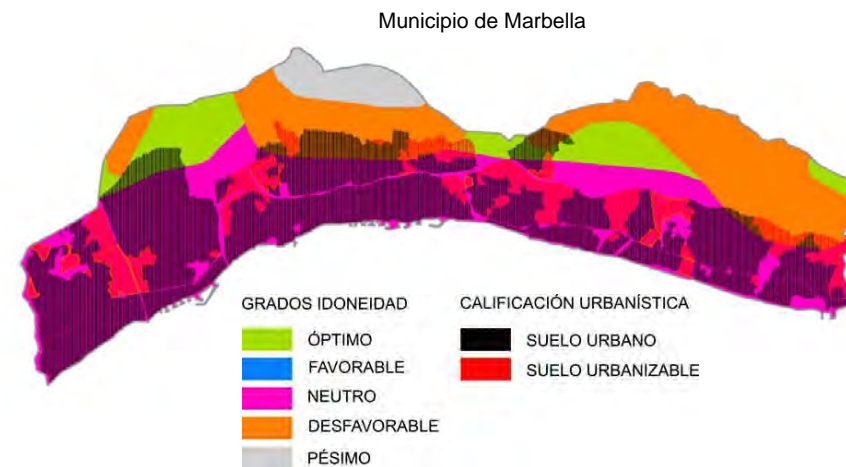 Municipio de Marbella
GRADOS IDONEIDAD
ÓPTIMO
FAVORABLE
NEUTRO
DESFAVORABLE
PÉSIMO
CALIFICACIÓN URBANÍSTICA
SUELO URBANO
SUELO URBANIZABLE